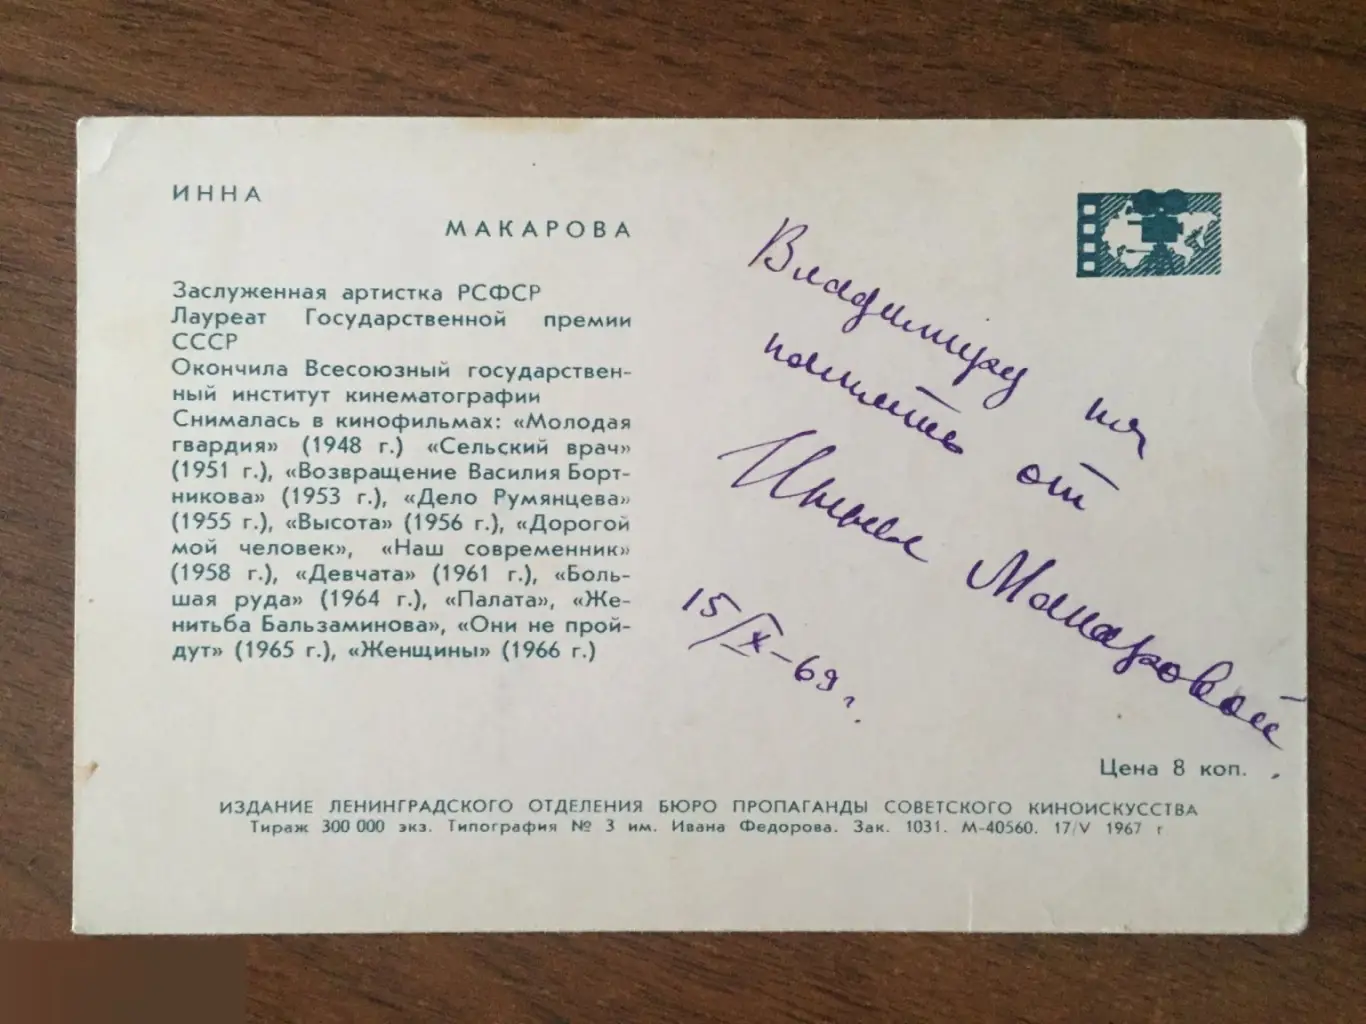 ИННА
МАКАРОВА
Заслуженная артистка РСФСР
Лауреат Государственной премии
СССР
Окончила Всесоюзный государствен-
ный институт кинематографии
Снималась в кинофильмах: «Молодая
гвардия» (1948 г.) «Сельский врач»
(1951 г.), «Возвращение Василия Борт-
никова» (1953 г.), «Дело Румянцева»
(1955 г.), «Высота» (1956 г.), «Дорогой
мой человек», «Наш современник»
(1958 г.), «Девчата» (1961 г.), «Боль-
шая руда» (1964 г.), «Палата», «Же-
нитьба Бальзаминова», «Они не прой-
дут» (1965 г.), «Женщины» (1966 г.)
Владимиру на
память от
Инны Макаровой
15/IX-69 г.
Цена 8 коп.
ИЗДАНИЕ ЛЕНИНГРАДСКОГО ОТДЕЛЕНИЯ БЮРО ПРОПАГАНДЫ СОВЕТСКОГО КИНОИСКУССТВА
Тираж 300 000 экз. Типография № 3 им. Ивана Федорова. Зак. 1031. М-40560. 17/V 1967 г